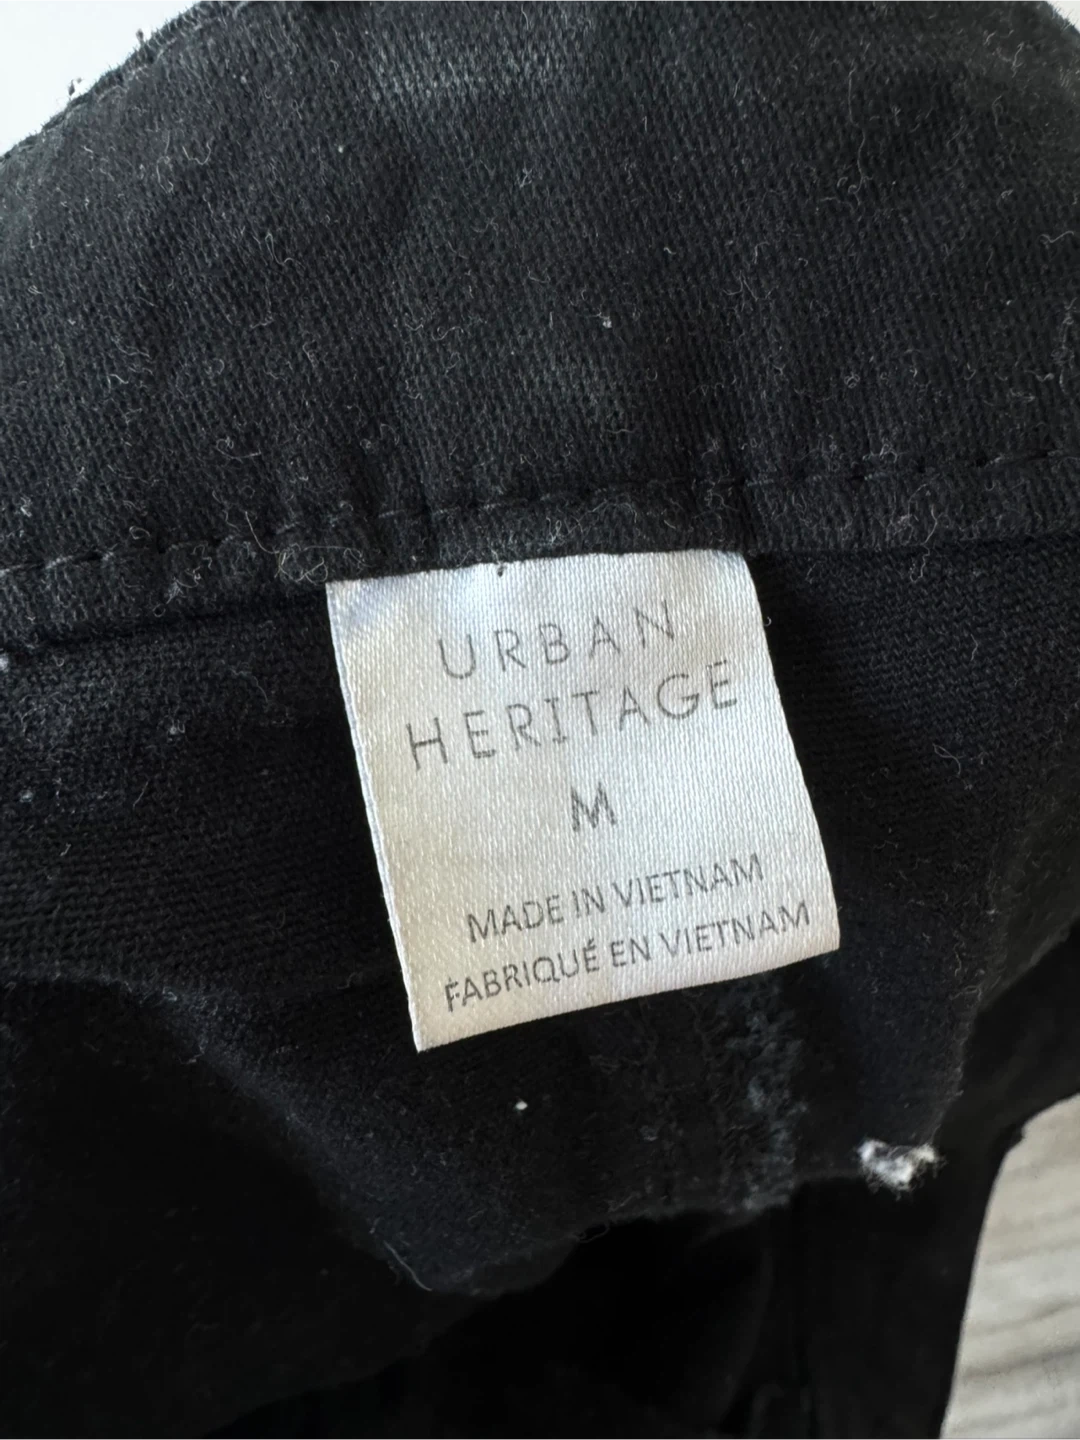 URBAN
HERITAGE
M
MADE IN VIETNAM
FABRIQUÉ EN VIETNAM